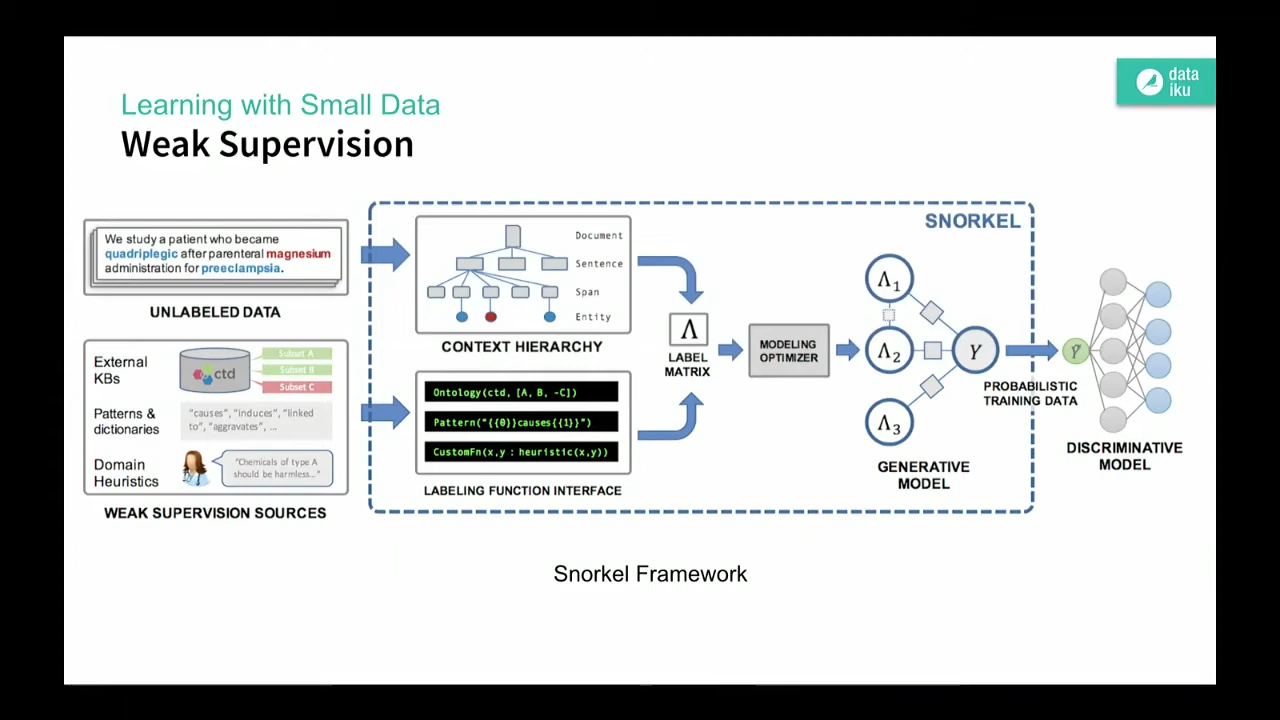 data
iku
Learning with Small Data
Weak Supervision
We study a patient who became
quadriplegic after parenteral magnesium
administration for preeclampsia.
UNLABELED DATA
External
KBs
ctd
Subset A
Subset B
Subset C
Patterns &
dictionaries
"causes", "induces", "linked
to", "aggravates", ...
Domain
Heuristics
"Chemicals of type A
should be harmless..."
WEAK SUPERVISION SOURCES
SNORKEL
Document
Sentence
Span
Entity
CONTEXT HIERARCHY
Ontology(ctd, [A, B, -C])
Pattern("{{0}}causes{{1}}")
CustomFn(x,y : heuristic(x,y))
LABELING FUNCTION INTERFACE
Λ
LABEL
MATRIX
MODELING
OPTIMIZER
Λ1
Λ2
Λ3
Y
GENERATIVE
MODEL
PROBABILISTIC
TRAINING DATA
Ỹ
DISCRIMINATIVE
MODEL
Snorkel Framework